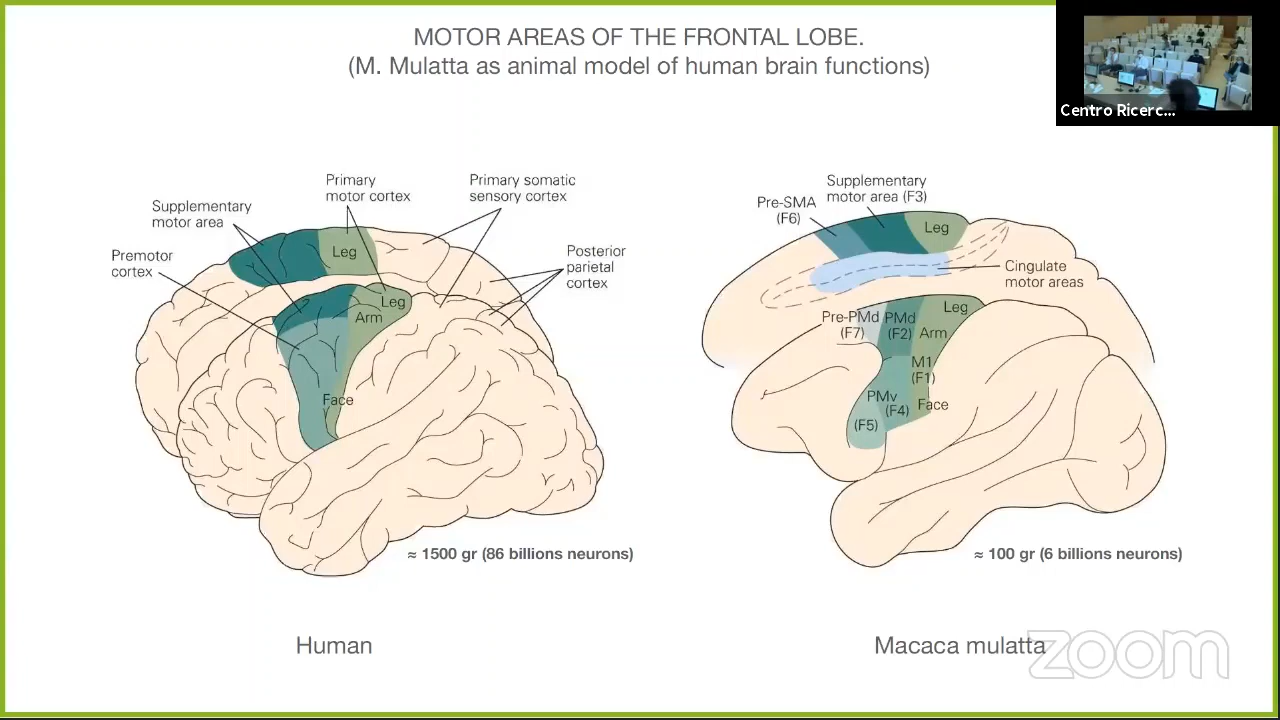 MOTOR AREAS OF THE FRONTAL LOBE.
(M. Mulatta as animal model of human brain functions)
Centro Ricerc...
Primary
motor cortex
Primary somatic
sensory cortex
Supplementary
motor area
Premotor
cortex
Posterior
parietal
cortex
Leg
Leg
Arm
Face
≈ 1500 gr (86 billions neurons)
Human
Supplementary
motor area (F3)
Pre-SMA
(F6)
Leg
Cingulate
motor areas
Leg
Pre-PMd
(F7)
PMd
(F2)
Arm
M1
(F1)
PMv
(F4)
Face
(F5)
≈ 100 gr (6 billions neurons)
Macaca mulatta
zoom